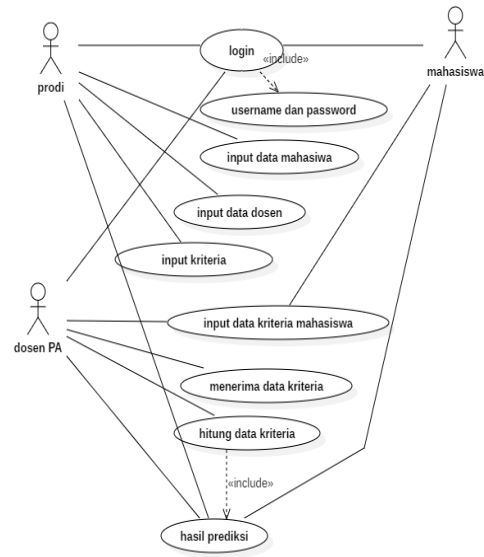 login
«include»
prodi
mahasiswa
username dan password
input data mahasiwa
input data dosen
input kriteria
input data kriteria mahasiswa
dosen PA
menerima data kriteria
hitung data kriteria
«include»
hasil prediksi